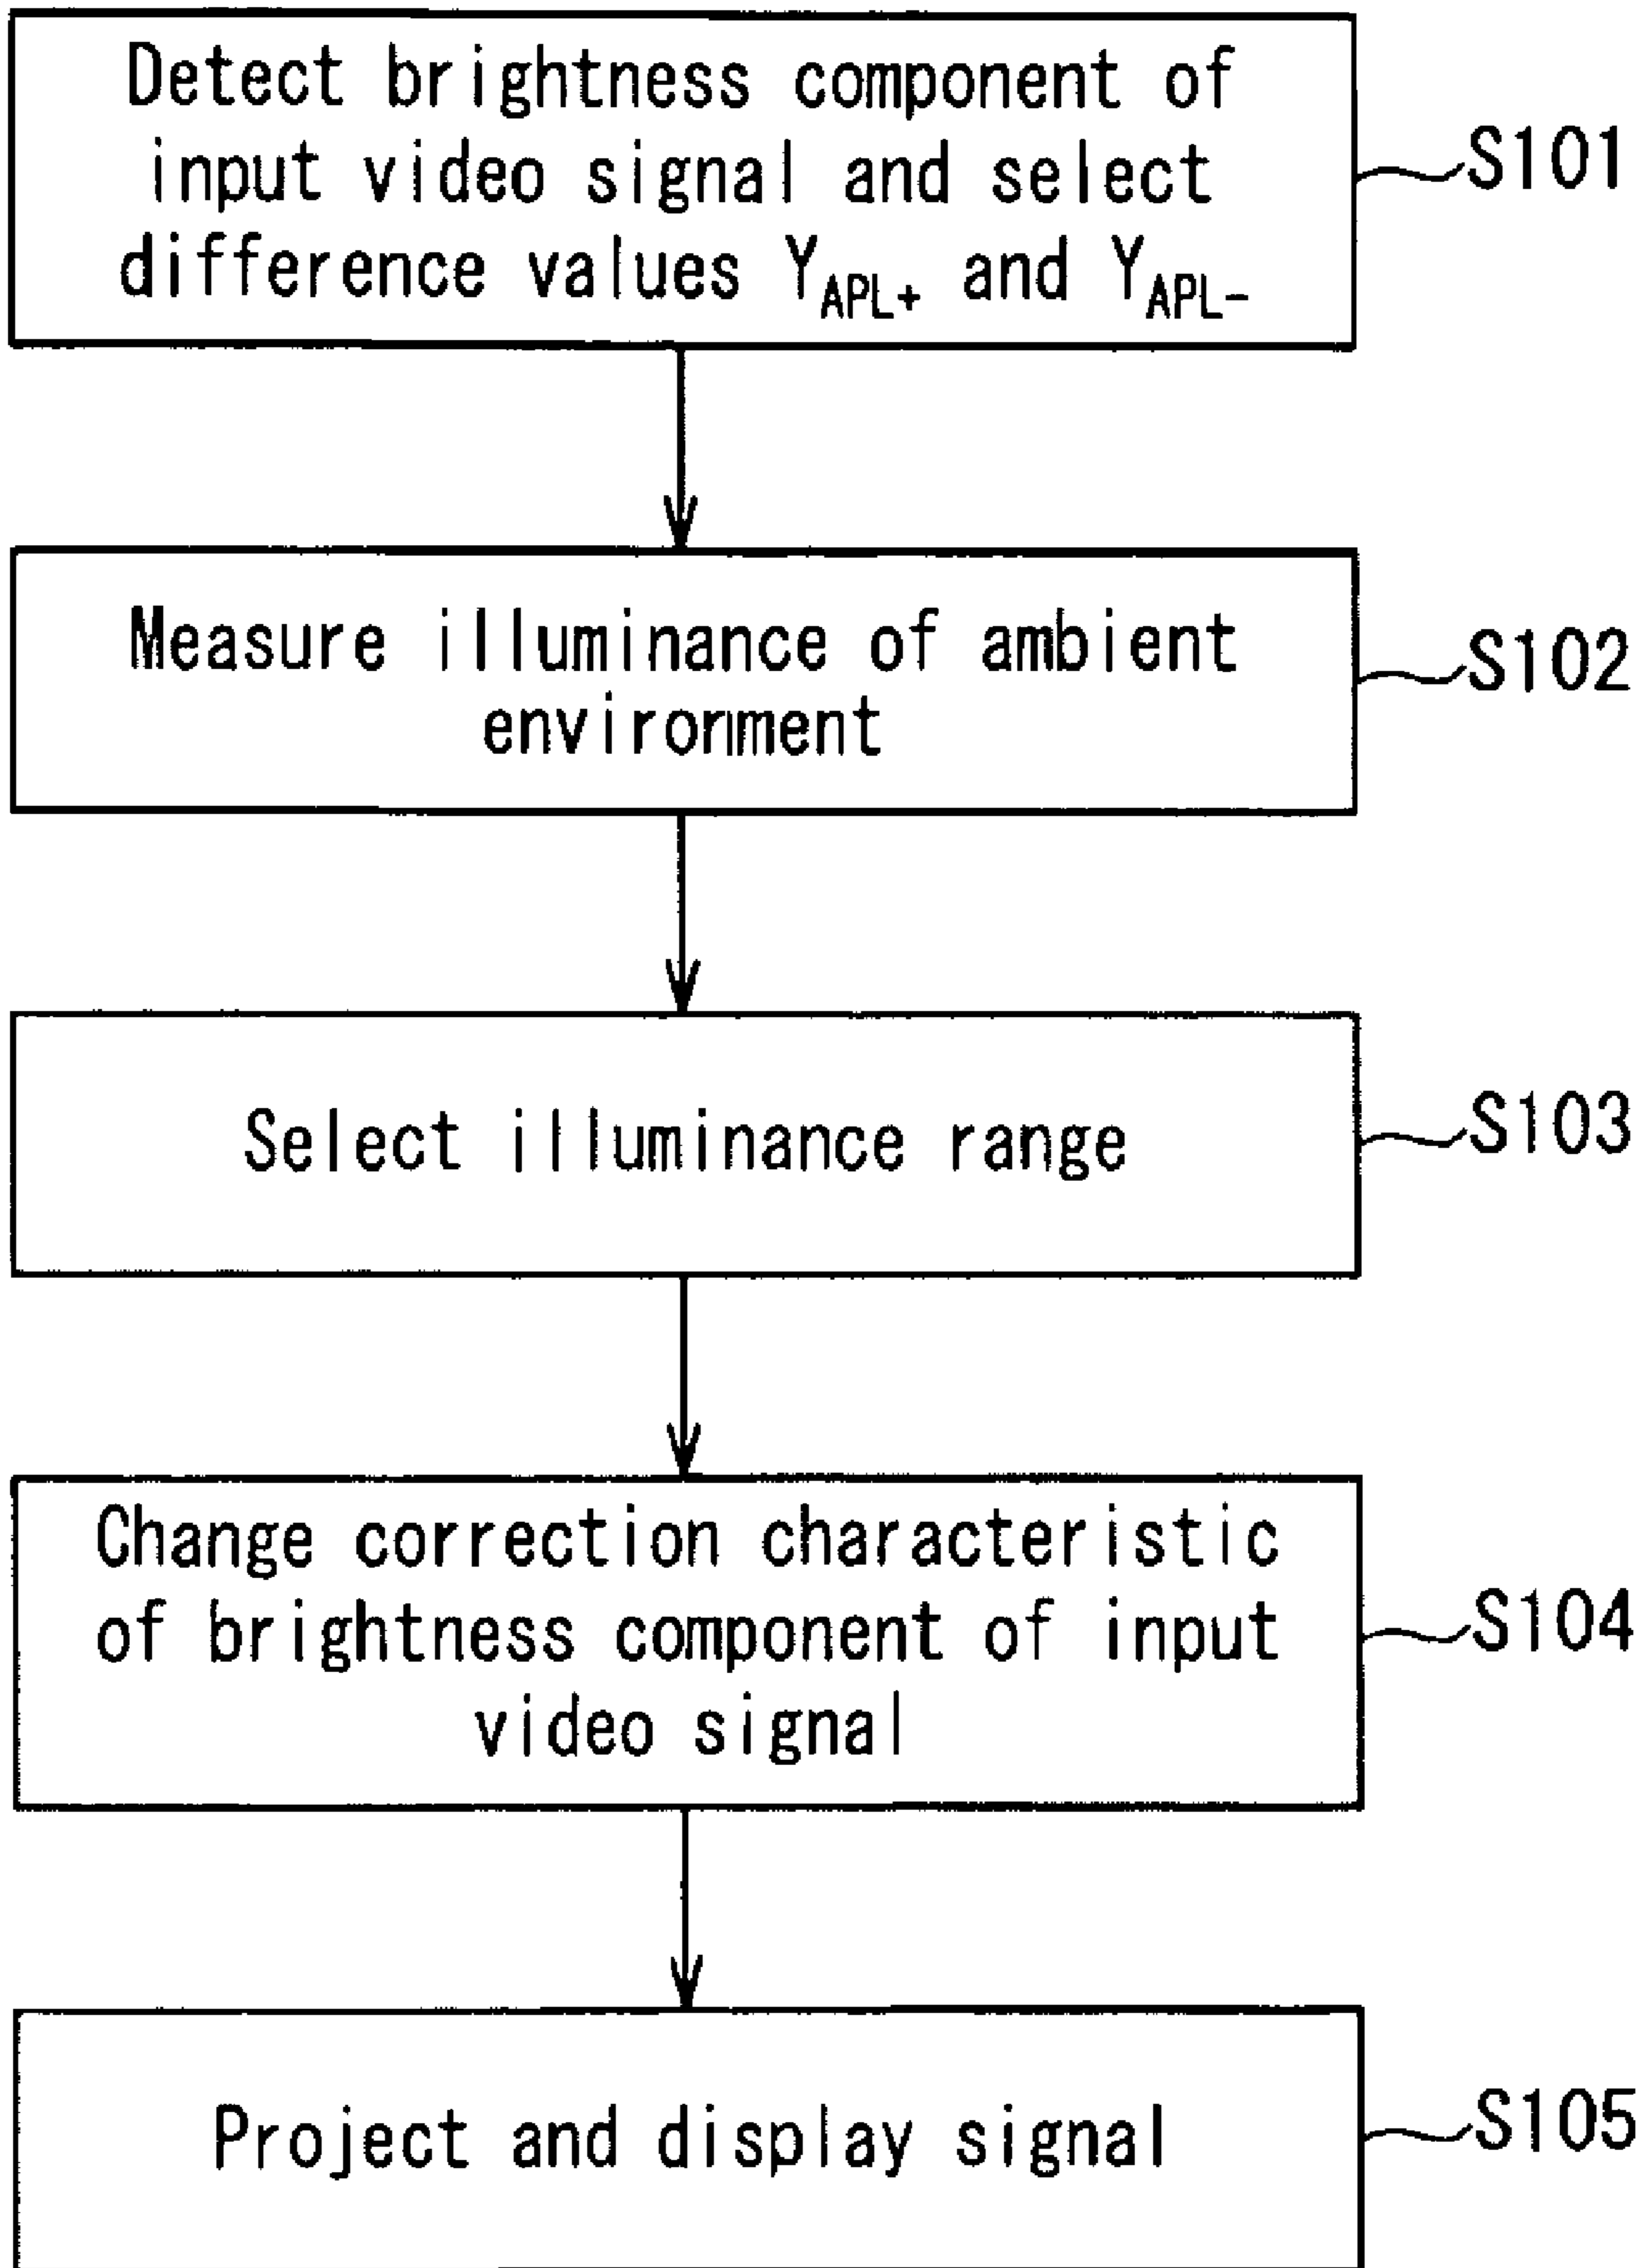 Detect brightness component of
input video signal and select
difference values Y_APL+ and Y_APL-
S101
Measure illuminance of ambient
environment
S102
Select illuminance range
S103
Change correction characteristic
of brightness component of input
video signal
S104
Project and display signal
S105